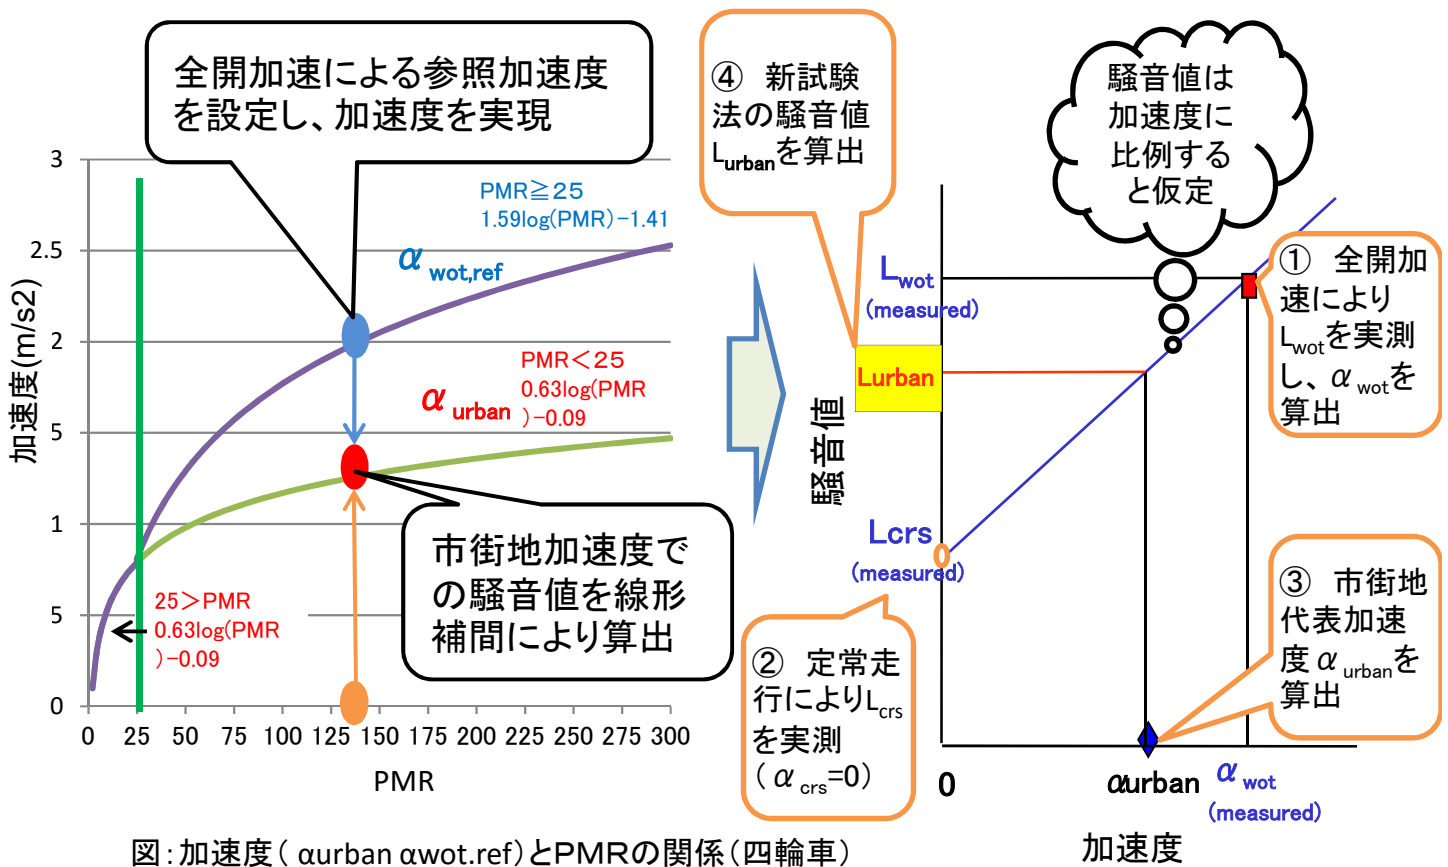 全開加速による参照加速度
を設定し、加速度を実現
3
2.5
2
5
1
5
0
加速度(m/s2)
PMR≧25
1.59log(PMR)−1.41
α wot,ref
PMR<25
0.63log(PMR
)−0.09
α urban
25>PMR
0.63log(PMR
)−0.09
市街地加速度で
の騒音値を線形
補間により算出
0 25 50 75 100 125 150 175 200 225 250 275 300
PMR
④ 新試験
法の騒音値
Lurbanを算出
騒音値は
加速度に
比例する
と仮定
Lwot
(measured)
Lurban
騒音値
Lcrs
(measured)
① 全開加
速により
Lwotを実測
し、αwotを
算出
② 定常走
行によりLcrs
を実測
(αcrs=0)
③ 市街地
代表加速
度αurbanを
算出
0
αurban
αwot
(measured)
加速度
図:加速度( αurban αwot.ref)とPMRの関係(四輪車)